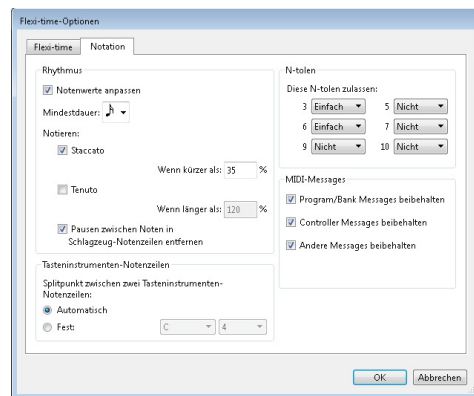 Flexi-time-Optionen
Flexi-time Notation
Rhythmus
Notenwerte anpassen
Mindestdauer:
Notieren:
Staccato
Wenn kürzer als: 35 %
Tenuto
Wenn länger als: 120 %
Pausen zwischen Noten in
Schlagzeug-Notenzeilen entfernen
Tasteninstrumenten-Notenzeilen
Splitpunkt zwischen zwei Tasteninstrumenten-
Notenzeilen:
Automatisch
Fest: C 4
N-tolen
Diese N-tolen zulassen:
3 Einfach 5 Nicht
6 Einfach 7 Nicht
9 Nicht 10 Nicht
MIDI-Messages
Program/Bank Messages beibehalten
Controller Messages beibehalten
Andere Messages beibehalten
OK Abbrechen